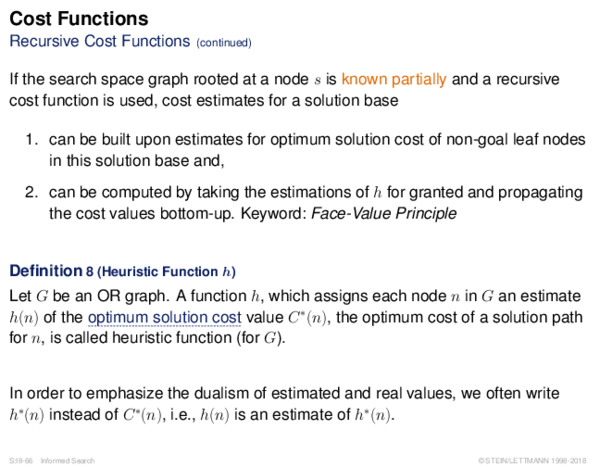 Cost Functions
Recursive Cost Functions (continued)
If the search space graph rooted at a node s is known partially and a recursive
cost function is used, cost estimates for a solution base
1. can be built upon estimates for optimum solution cost of non-goal leaf nodes
in this solution base and,
2. can be computed by taking the estimations of h for granted and propagating
the cost values bottom-up. Keyword: Face-Value Principle
Definition 8 (Heuristic Function h)
Let G be an OR graph. A function h, which assigns each node n in G an estimate
h(n) of the optimum solution cost value C*(n), the optimum cost of a solution path
for n, is called heuristic function (for G).
In order to emphasize the dualism of estimated and real values, we often write
h*(n) instead of C*(n), i.e., h(n) is an estimate of h*(n).
S:II-66 Informed Search
©STEIN/LETTMANN 1998-2018